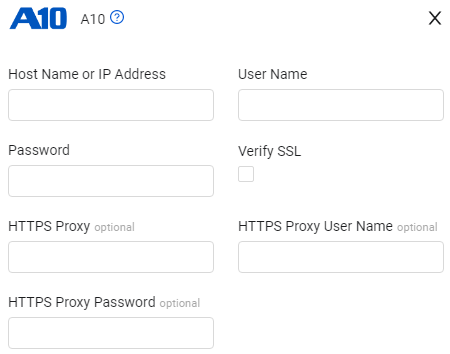 A10 A10
Host Name or IP Address
User Name
Password
Verify SSL
HTTPS Proxy optional
HTTPS Proxy User Name optional
HTTPS Proxy Password optional